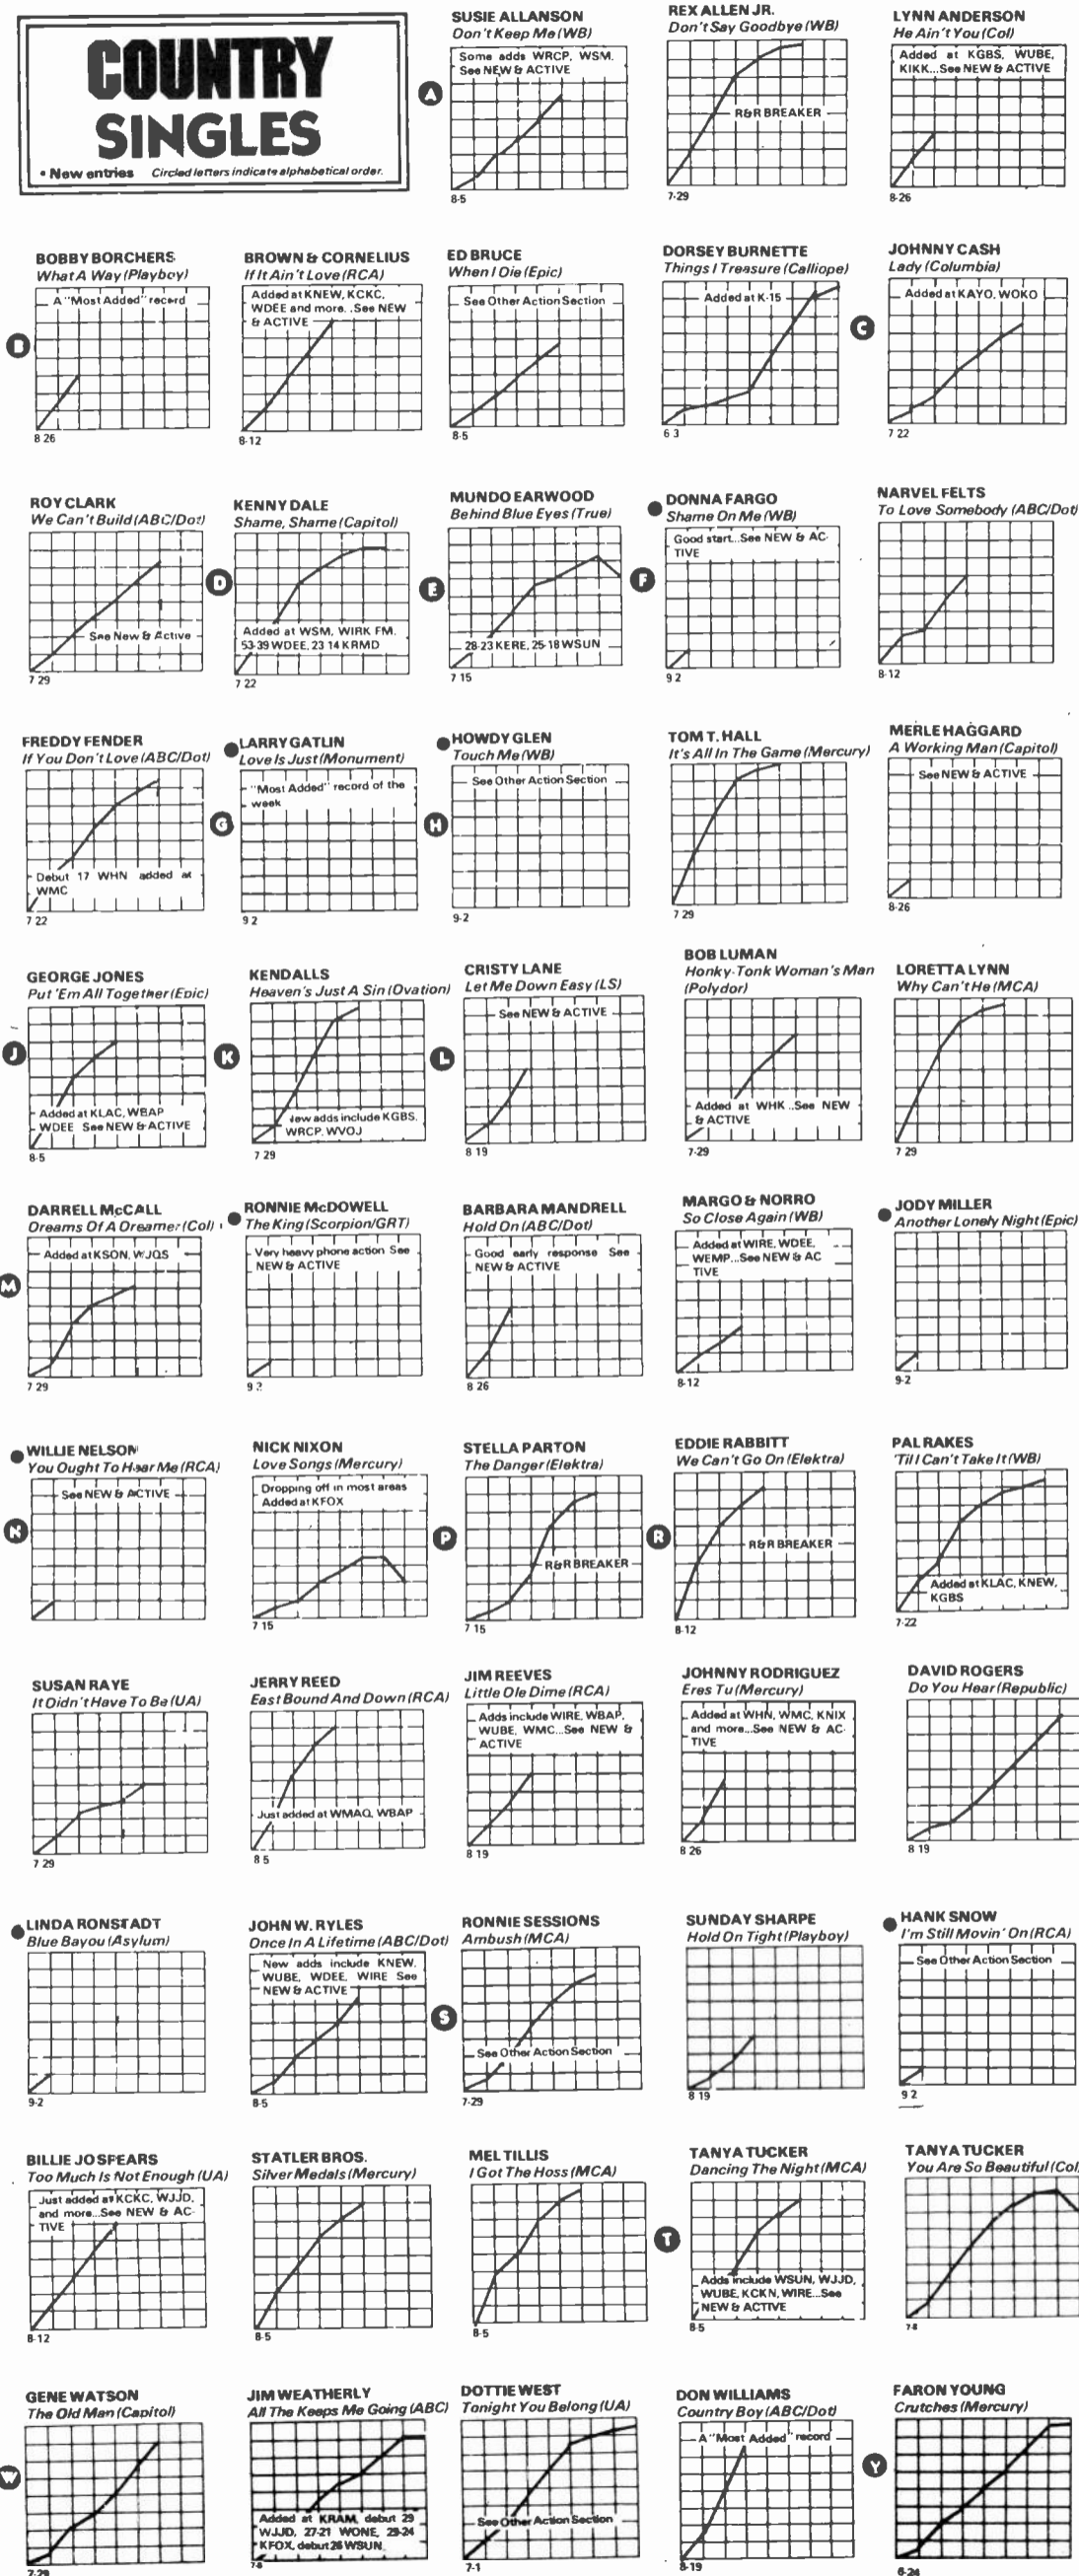 COUNTRY
SINGLES
• New entries Circled letters indicate alphabetical order.
SUSIE ALLANSON
Don't Keep Me (WB)
Some adds WRCP, WSM.
See NEW & ACTIVE
A
8-5
REX ALLEN JR.
Don't Say Goodbye (WB)
R&R BREAKER
7-29
LYNN ANDERSON
He Ain't You (Col)
Added at KGBS, WUBE,
KIKK...See NEW & ACTIVE
8-26
BOBBY BORCHERS
What A Way (Playboy)
A "Most Added" record
B
8 26
BROWN & CORNELIUS
If It Ain't Love (RCA)
Added at KNEW, KCKC,
WDEE and more. .See NEW
& ACTIVE
8-12
ED BRUCE
When I Die (Epic)
See Other Action Section
8-5
DORSEY BURNETTE
Things I Treasure (Calliope)
Added at K-15
6 3
JOHNNY CASH
Lady (Columbia)
Added at KAYO, WOKO
C
7 22
ROY CLARK
We Can't Build (ABC/Dot)
See New & Active
7 29
KENNY DALE
Shame, Shame (Capitol)
D
Added at WSM, WIRK FM.
53-39 WDEE, 23 14 KRMD
7 22
MUNDO EARWOOD
Behind Blue Eyes (True)
E
28-23 KERE, 25-18 WSUN
7 15
• DONNA FARGO
Shame On Me (WB)
Good start...See NEW & AC-
TIVE
F
9 2
NARVEL FELTS
To Love Somebody (ABC/Dot)
8-12
FREDDY FENDER
If You Don't Love (ABC/Dot)
Debut 17 WHN added at
WMC
7 22
• LARRY GATLIN
Love Is Just (Monument)
"Most Added" record of the
week
G
9 2
• HOWDY GLEN
Touch Me (WB)
See Other Action Section
H
9-2
TOM T. HALL
It's All In The Game (Mercury)
7 29
MERLE HAGGARD
A Working Man (Capitol)
See NEW & ACTIVE
8-26
GEORGE JONES
Put 'Em All Together (Epic)
J
Added at KLAC, WBAP
WDEE See NEW & ACTIVE
8-5
KENDALLS
Heaven's Just A Sin (Ovation)
K
New adds include KGBS,
WRCP, WVOJ
7 29
CRISTY LANE
Let Me Down Easy (LS)
See NEW & ACTIVE
L
8 19
BOB LUMAN
Honky-Tonk Woman's Man
(Polydor)
Added at WHK ..See NEW
& ACTIVE
7-29
LORETTA LYNN
Why Can't He (MCA)
7 29
DARRELL McCALL
Dreams Of A Dreamer (Col)
Added at KSON, WJQS
M
7 29
• RONNIE McDOWELL
The King (Scorpion/GRT)
Very heavy phone action See
NEW & ACTIVE
9 2
BARBARA MANDRELL
Hold On (ABC/Dot)
Good early response See
NEW & ACTIVE
8 26
MARGO & NORRO
So Close Again (WB)
Added at WIRE, WDEE,
WEMP...See NEW & AC
TIVE
8-12
• JODY MILLER
Another Lonely Night (Epic)
9-2
• WILLIE NELSON
You Ought To Hear Me (RCA)
See NEW & ACTIVE
N
NICK NIXON
Love Songs (Mercury)
Dropping off in most areas
Added at KFOX
7 15
STELLA PARTON
The Danger (Elektra)
P
R&R BREAKER
7 15
EDDIE RABBITT
We Can't Go On (Elektra)
R
R&R BREAKER
8-12
PAL RAKES
'Til I Can't Take It (WB)
Added at KLAC, KNEW,
KGBS
7-22
SUSAN RAYE
It Didn't Have To Be (UA)
7 29
JERRY REED
East Bound And Down (RCA)
Just added at WMAQ, WBAP
8 5
JIM REEVES
Little Ole Dime (RCA)
Adds include WIRE, WBAP,
WUBE, WMC...See NEW &
ACTIVE
8 19
JOHNNY RODRIGUEZ
Eres Tu (Mercury)
Added at WHN, WMC, KNIX
and more...See NEW & AC-
TIVE
8 26
DAVID ROGERS
Do You Hear (Republic)
8 19
• LINDA RONSTADT
Blue Bayou (Asylum)
9-2
JOHN W. RYLES
Once In A Lifetime (ABC/Dot)
New adds include KNEW,
WUBE, WDEE, WIRE See
NEW & ACTIVE
8-5
RONNIE SESSIONS
Ambush (MCA)
S
See Other Action Section
7-29
SUNDAY SHARPE
Hold On Tight (Playboy)
8 19
• HANK SNOW
I'm Still Movin' On (RCA)
See Other Action Section
9 2
BILLIE JO SPEARS
Too Much Is Not Enough (UA)
Just added at KCKC, WJJD,
and more...See NEW & AC-
TIVE
8-12
STATLER BROS.
Silver Medals (Mercury)
8-5
MEL TILLIS
I Got The Hoss (MCA)
8-5
TANYA TUCKER
Dancing The Night (MCA)
T
Adds include WSUN, WJJD,
WUBE, KCKN, WIRE...See
NEW & ACTIVE
8-5
TANYA TUCKER
You Are So Beautiful (Col)
7-8
GENE WATSON
The Old Man (Capitol)
W
7-29
JIM WEATHERLY
All The Keeps Me Going (ABC)
Added at KRAM, debut 29
WJJD, 27-21 WONE, 29-24
KFOX, debut 26 WSUN
7-8
DOTTIE WEST
Tonight You Belong (UA)
See Other Action Section
7-1
DON WILLIAMS
Country Boy (ABC/Dot)
A "Most Added" record
8-19
FARON YOUNG
Crutches (Mercury)
Y
6-24